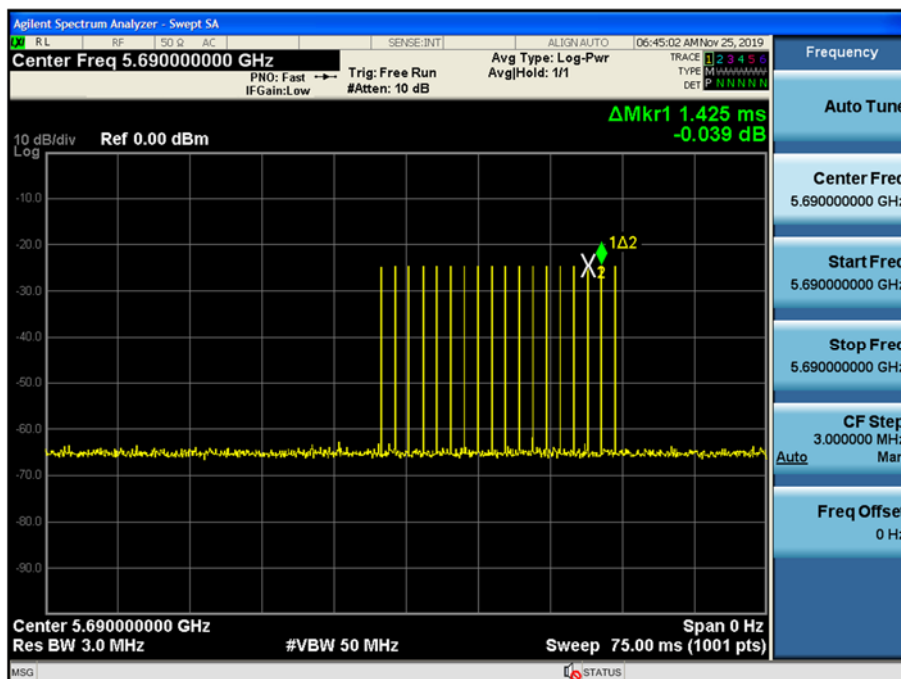 Agilent Spectrum Analyzer - Swept SA
LXI RL RF 50 Ω AC SENSE:INT ALIGN AUTO 06:45:02 AM Nov 25, 2019
Center Freq 5.690000000 GHz
PNO: Fast
IFGain:Low
Trig: Free Run
#Atten: 10 dB
Avg Type: Log-Pwr
Avg|Hold: 1/1
TRACE 1 2 3 4 5 6
TYPE M
DET P N N N N N
ΔMkr1 1.425 ms
-0.039 dB
10 dB/div
Log
Ref 0.00 dBm
-10.0
-20.0
-30.0
-40.0
-50.0
-60.0
-70.0
-80.0
-90.0
1Δ2
2
Center 5.690000000 GHz
Span 0 Hz
Res BW 3.0 MHz
#VBW 50 MHz
Sweep 75.00 ms (1001 pts)
MSG
STATUS
Frequency
Auto Tune
Center Freq
5.690000000 GHz
Start Freq
5.690000000 GHz
Stop Freq
5.690000000 GHz
CF Step
3.000000 MHz
Auto Man
Freq Offset
0 Hz